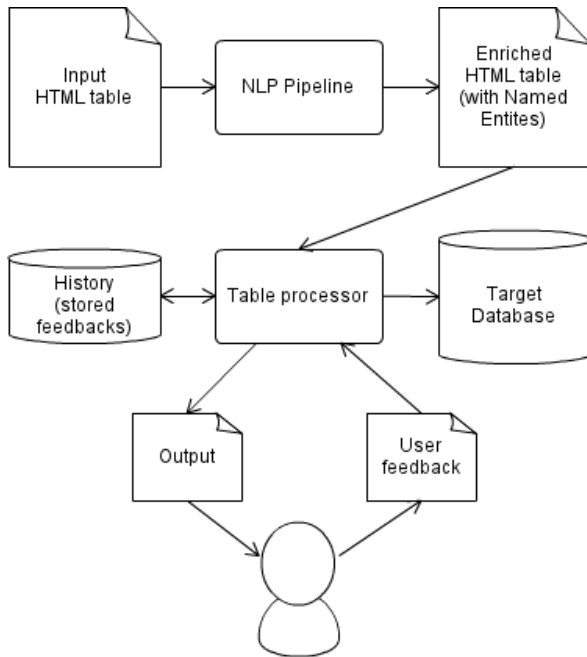 Input
HTML table
NLP Pipeline
Enriched
HTML table
(with Named
Entites)
History
(stored
feedbacks)
Table processor
Target
Database
Output
User
feedback